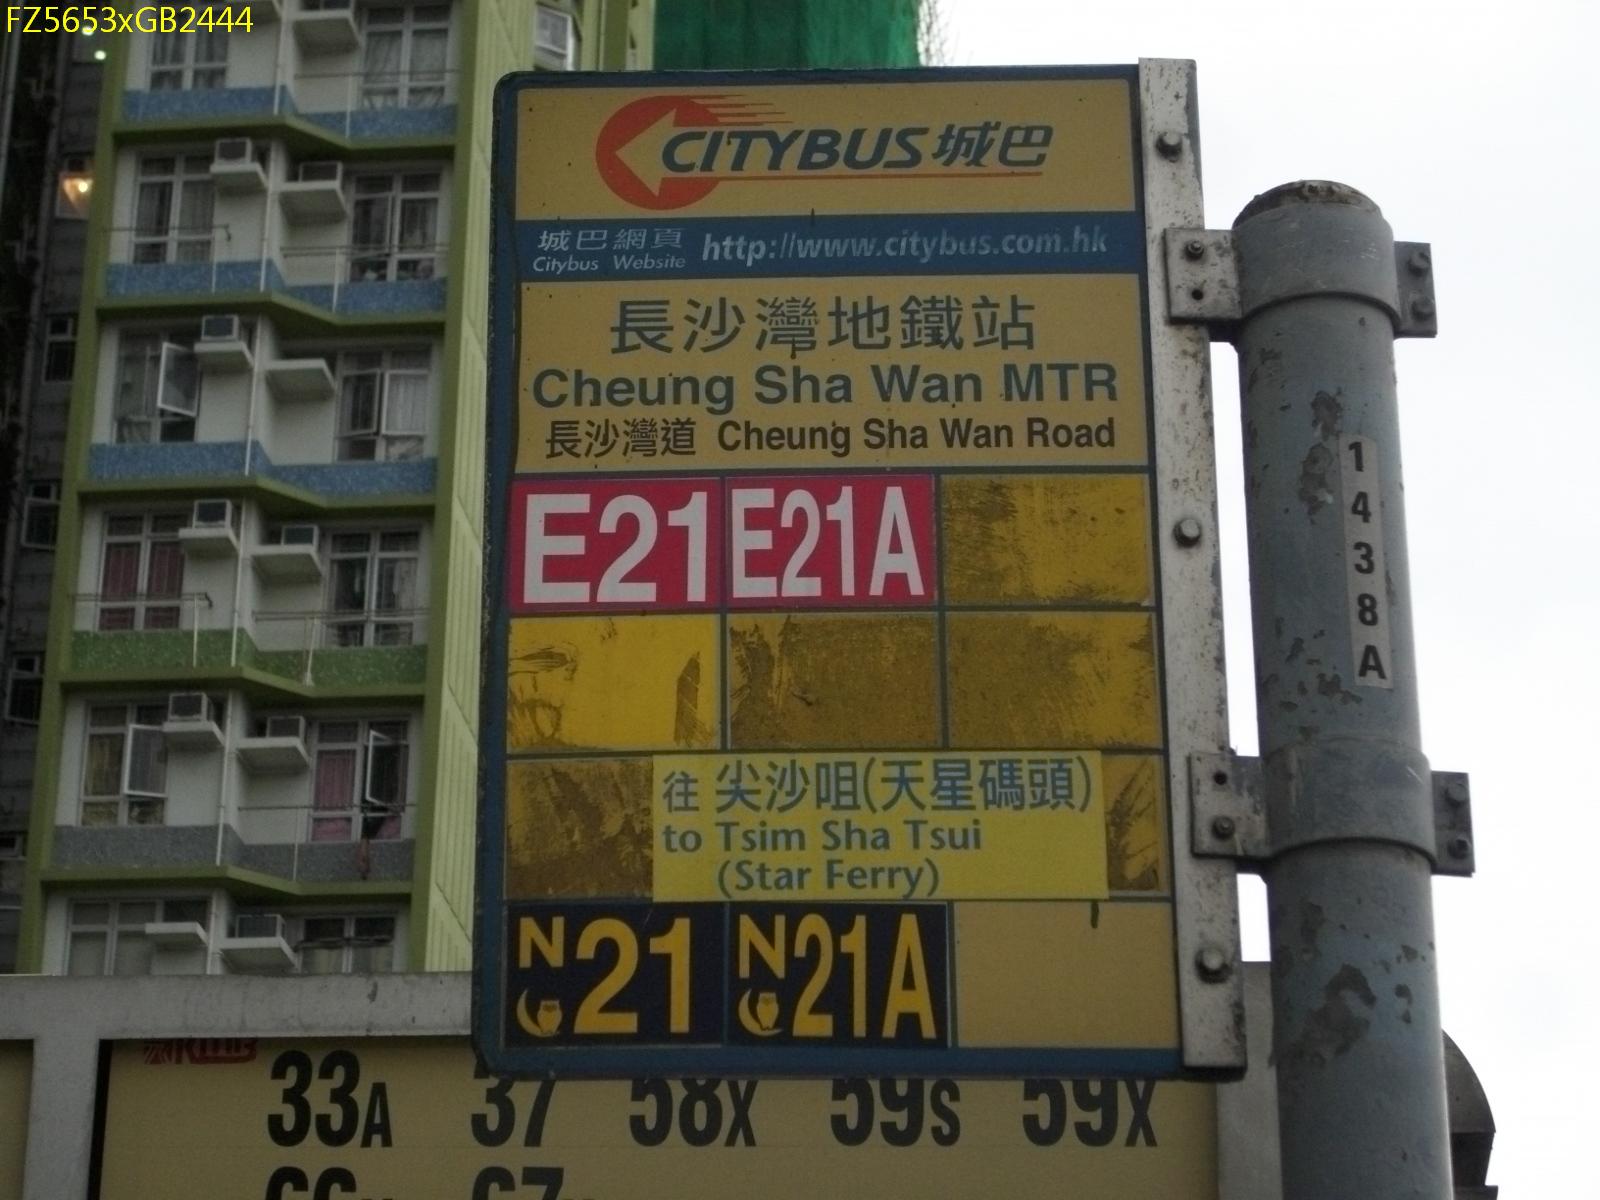 FZ5653xGB2444
CITYBUS 城巴
城巴網頁
Citybus Website
http://www.citybus.com.hk
長沙灣地鐵站
Cheung Sha Wan MTR
長沙灣道 Cheung Sha Wan Road
E21 E21A
往 尖沙咀(天星碼頭)
to Tsim Sha Tsui
(Star Ferry)
N21 N21A
1438A
KMB
33A 37 58X 59S 59X